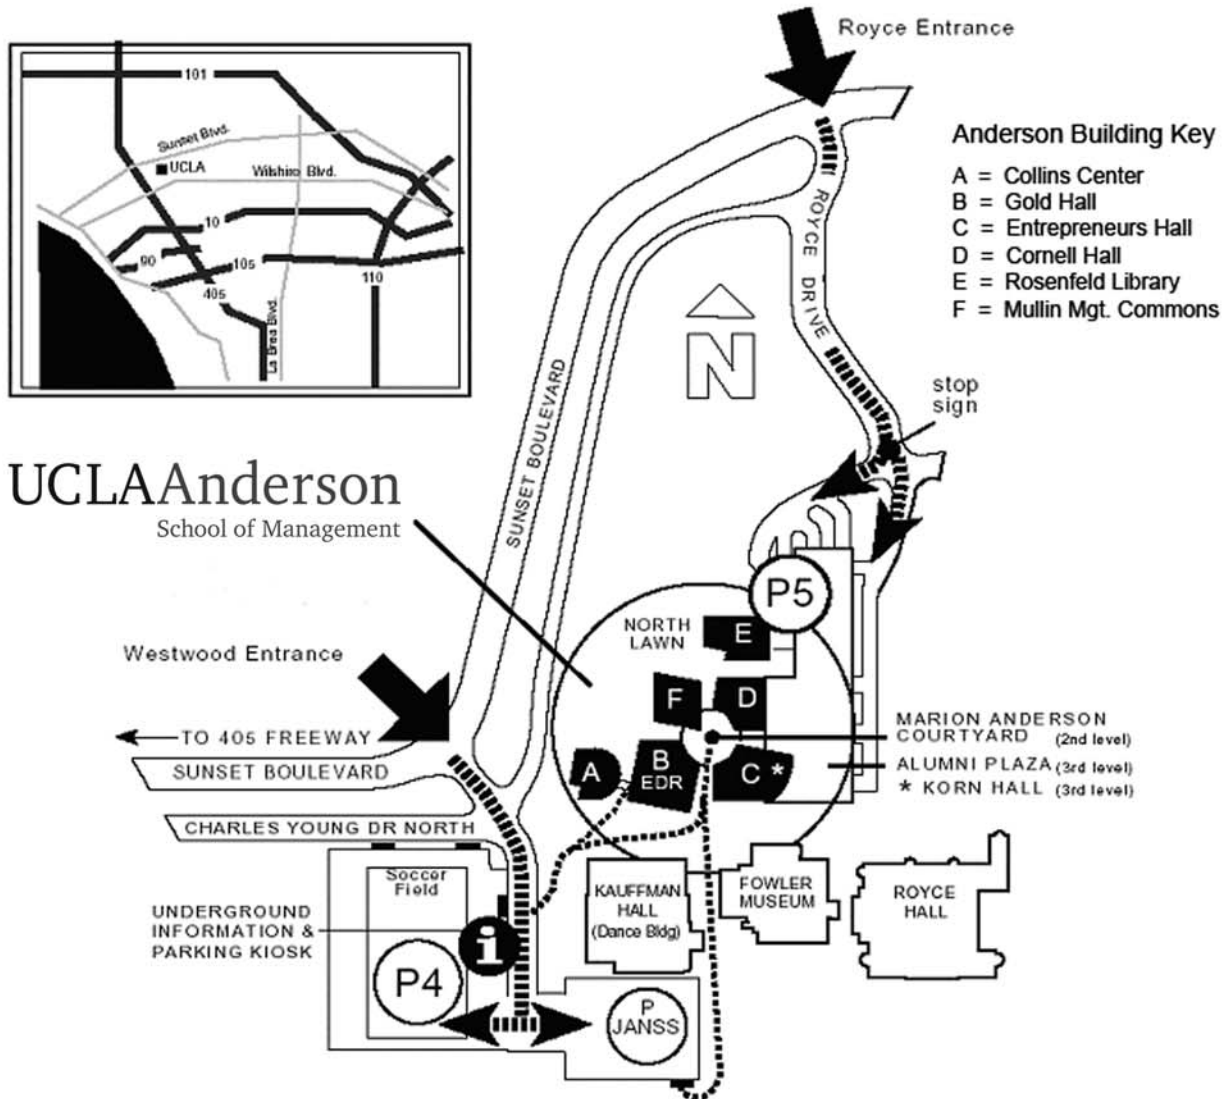 Royce Entrance
101
Sunset Blvd.
UCLA
Wilshire Blvd.
10
90
105
405
110
La Brea Blvd.
Anderson Building Key
A = Collins Center
B = Gold Hall
C = Entrepreneurs Hall
D = Cornell Hall
E = Rosenfeld Library
F = Mullin Mgt. Commons
ROYCE DRIVE
N
stop
sign
SUNSET BOULEVARD
UCLAAnderson
School of Management
P5
NORTH
LAWN
E
Westwood Entrance
F
D
TO 405 FREEWAY
MARION ANDERSON
COURTYARD (2nd level)
SUNSET BOULEVARD
A
B
EDR
C *
ALUMNI PLAZA (3rd level)
* KORN HALL (3rd level)
CHARLES YOUNG DR NORTH
Soccer
Field
KAUFFMAN
HALL
(Dance Bldg)
FOWLER
MUSEUM
ROYCE
HALL
UNDERGROUND
INFORMATION &
PARKING KIOSK
i
P4
P
JANSS